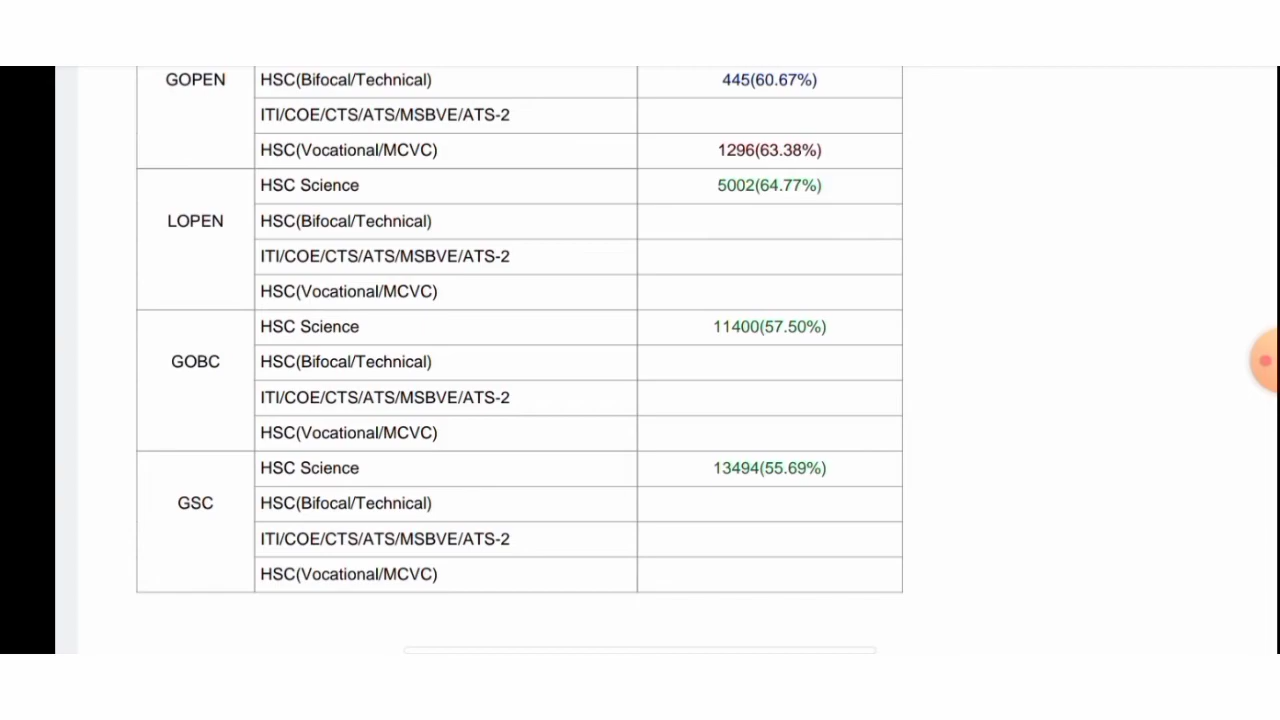 GOPEN HSC(Bifocal/Technical) 445(60.67%)
ITI/COE/CTS/ATS/MSBVE/ATS-2
HSC(Vocational/MCVC) 1296(63.38%)
HSC Science 5002(64.77%)
LOPEN HSC(Bifocal/Technical)
ITI/COE/CTS/ATS/MSBVE/ATS-2
HSC(Vocational/MCVC)
HSC Science 11400(57.50%)
GOBC HSC(Bifocal/Technical)
ITI/COE/CTS/ATS/MSBVE/ATS-2
HSC(Vocational/MCVC)
HSC Science 13494(55.69%)
GSC HSC(Bifocal/Technical)
ITI/COE/CTS/ATS/MSBVE/ATS-2
HSC(Vocational/MCVC)